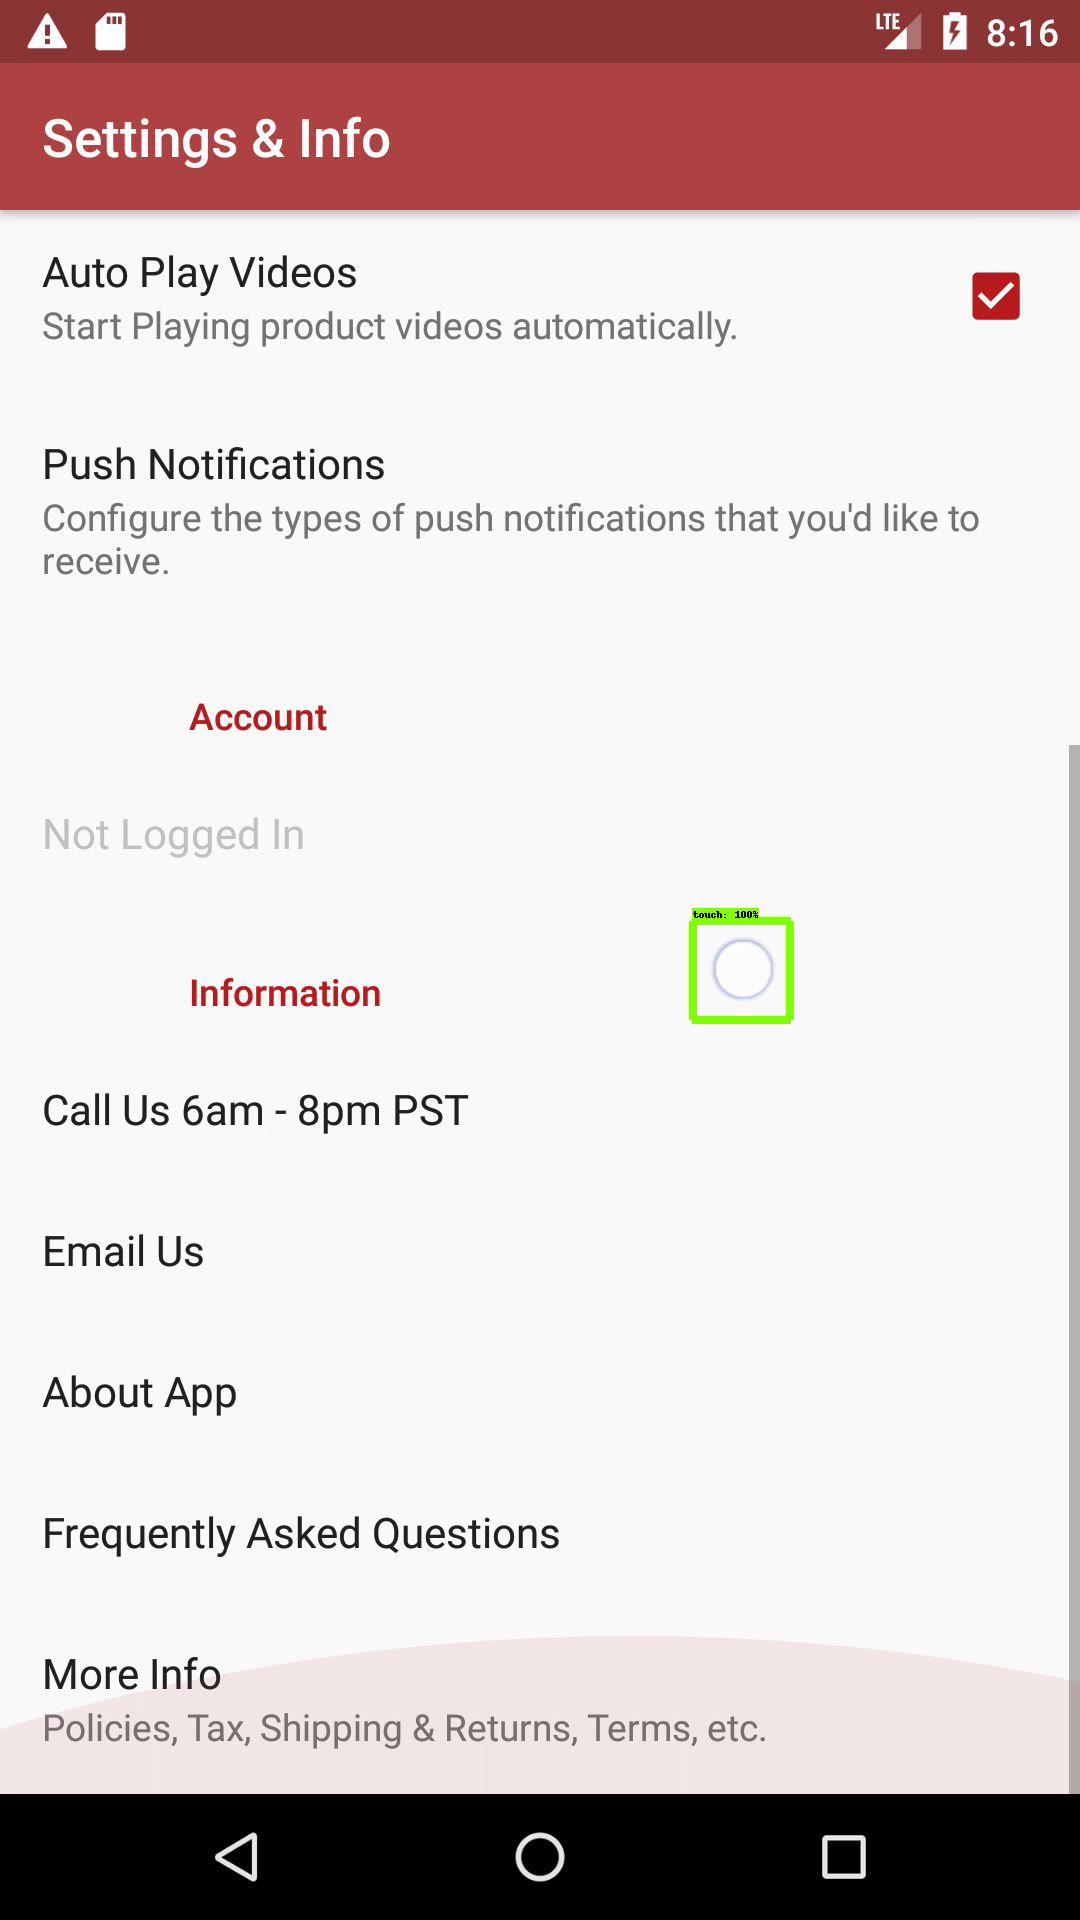 LTE 8:16
Settings & Info
Auto Play Videos
Start Playing product videos automatically.
Push Notifications
Configure the types of push notifications that you'd like to
receive.
Account
Not Logged In
touch: 100%
Information
Call Us 6am - 8pm PST
Email Us
About App
Frequently Asked Questions
More Info
Policies, Tax, Shipping & Returns, Terms, etc.